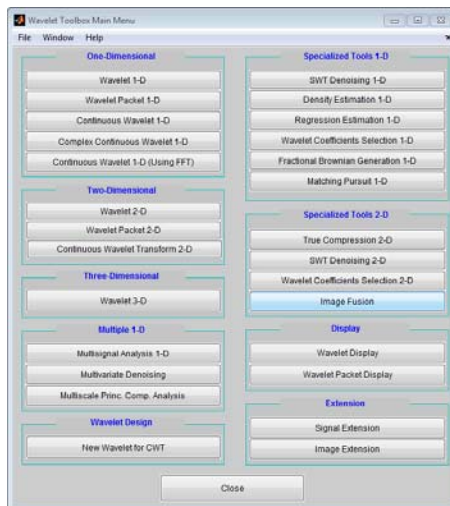 Wavelet Toolbox Main Menu
File Window Help
One-Dimensional
Wavelet 1-D
Wavelet Packet 1-D
Continuous Wavelet 1-D
Complex Continuous Wavelet 1-D
Continuous Wavelet 1-D (Using FFT)
Two-Dimensional
Wavelet 2-D
Wavelet Packet 2-D
Continuous Wavelet Transform 2-D
Three-Dimensional
Wavelet 3-D
Multiple 1-D
Multisignal Analysis 1-D
Multivariate Denoising
Multiscale Princ. Comp. Analysis
Wavelet Design
New Wavelet for CWT
Specialized Tools 1-D
SWT Denoising 1-D
Density Estimation 1-D
Regression Estimation 1-D
Wavelet Coefficients Selection 1-D
Fractional Brownian Generation 1-D
Matching Pursuit 1-D
Specialized Tools 2-D
True Compression 2-D
SWT Denoising 2-D
Wavelet Coefficients Selection 2-D
Image Fusion
Display
Wavelet Display
Wavelet Packet Display
Extension
Signal Extension
Image Extension
Close